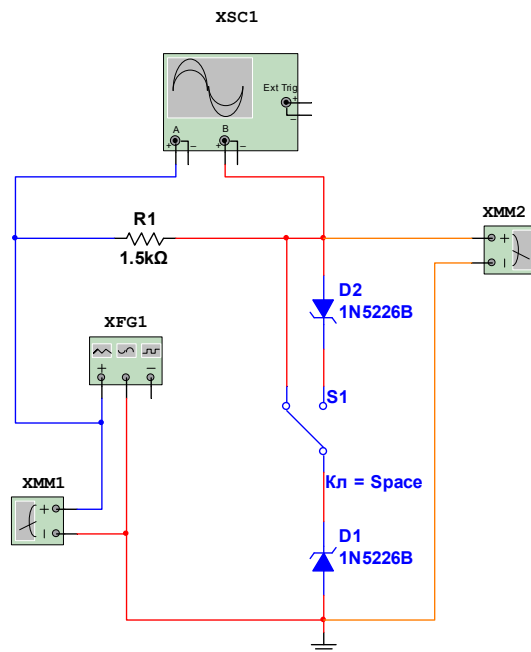 XSC1
Ext Trig
+
−
A
B
+
−
+
−
R1
1.5kΩ
XMM2
+
−
D2
1N5226B
XFG1
+
−
S1
XMM1
+
−
Кл = Space
D1
1N5226B